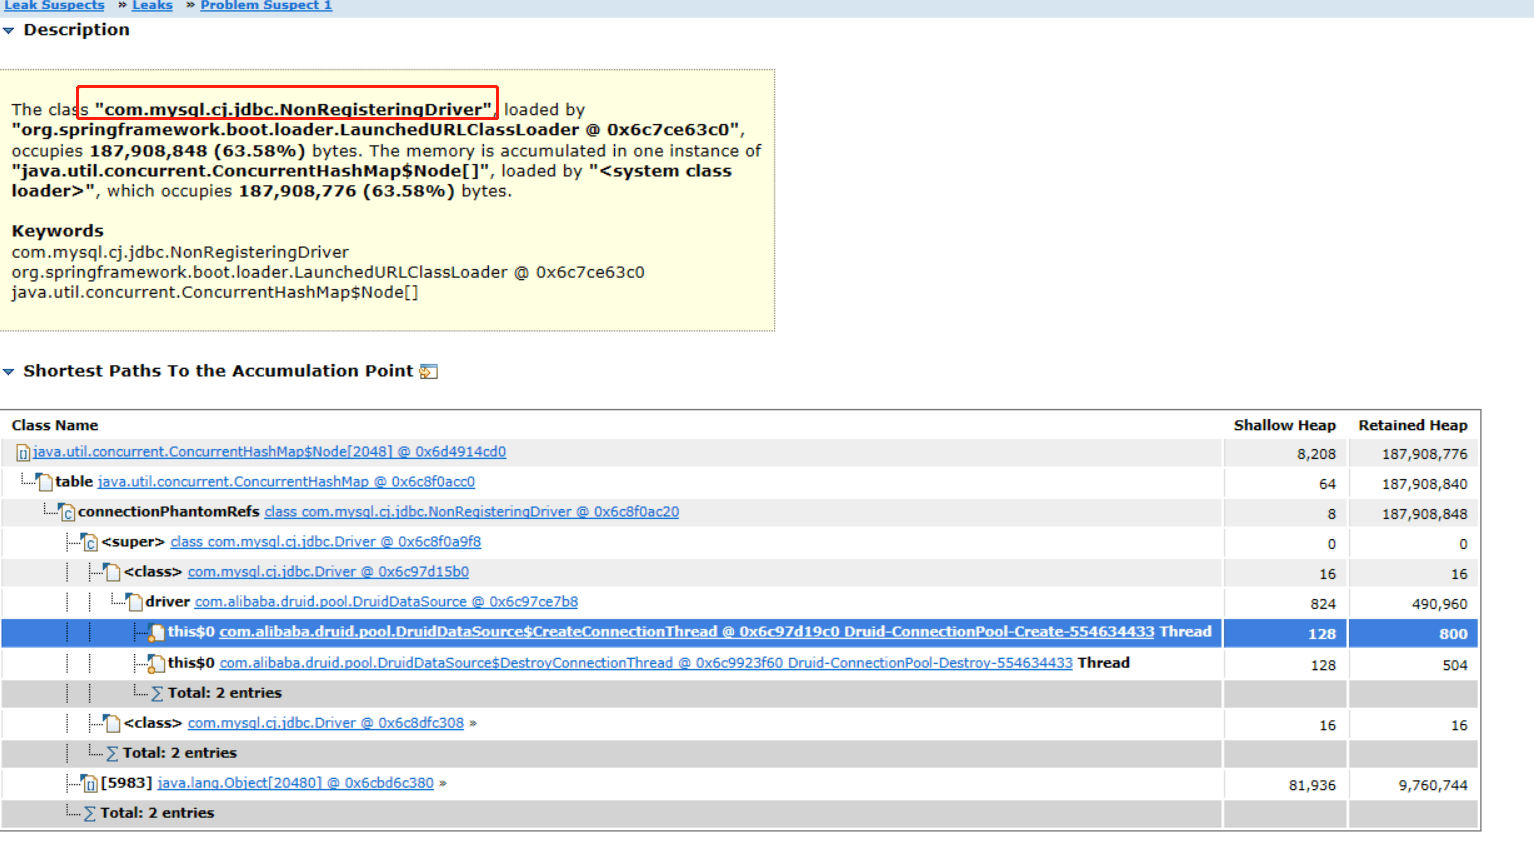 Leak Suspects » Leaks » Problem Suspect 1
Description
The class "com.mysql.cj.jdbc.NonRegisteringDriver", loaded by
"org.springframework.boot.loader.LaunchedURLClassLoader @ 0x6c7ce63c0",
occupies 187,908,848 (63.58%) bytes. The memory is accumulated in one instance of
"java.util.concurrent.ConcurrentHashMap$Node[]", loaded by "<system class
loader>", which occupies 187,908,776 (63.58%) bytes.
Keywords
com.mysql.cj.jdbc.NonRegisteringDriver
org.springframework.boot.loader.LaunchedURLClassLoader @ 0x6c7ce63c0
java.util.concurrent.ConcurrentHashMap$Node[]
Shortest Paths To the Accumulation Point
Class Name Shallow Heap Retained Heap
java.util.concurrent.ConcurrentHashMap$Node[2048] @ 0x6d4914cd0 8,208 187,908,776
table java.util.concurrent.ConcurrentHashMap @ 0x6c8f0acc0 64 187,908,840
connectionPhantomRefs class com.mysql.cj.jdbc.NonRegisteringDriver @ 0x6c8f0ac20 8 187,908,848
<super> class com.mysql.cj.jdbc.Driver @ 0x6c8f0a9f8 0 0
<class> com.mysql.cj.jdbc.Driver @ 0x6c97d15b0 16 16
driver com.alibaba.druid.pool.DruidDataSource @ 0x6c97ce7b8 824 490,960
this$0 com.alibaba.druid.pool.DruidDataSource$CreateConnectionThread @ 0x6c97d19c0 Druid-ConnectionPool-Create-554634433 Thread 128 800
this$0 com.alibaba.druid.pool.DruidDataSource$DestroyConnectionThread @ 0x6c9923f60 Druid-ConnectionPool-Destroy-554634433 Thread 128 504
∑ Total: 2 entries
<class> com.mysql.cj.jdbc.Driver @ 0x6c8dfc308 » 16 16
∑ Total: 2 entries
[5983] java.lang.Object[20480] @ 0x6cbd6c380 » 81,936 9,760,744
∑ Total: 2 entries